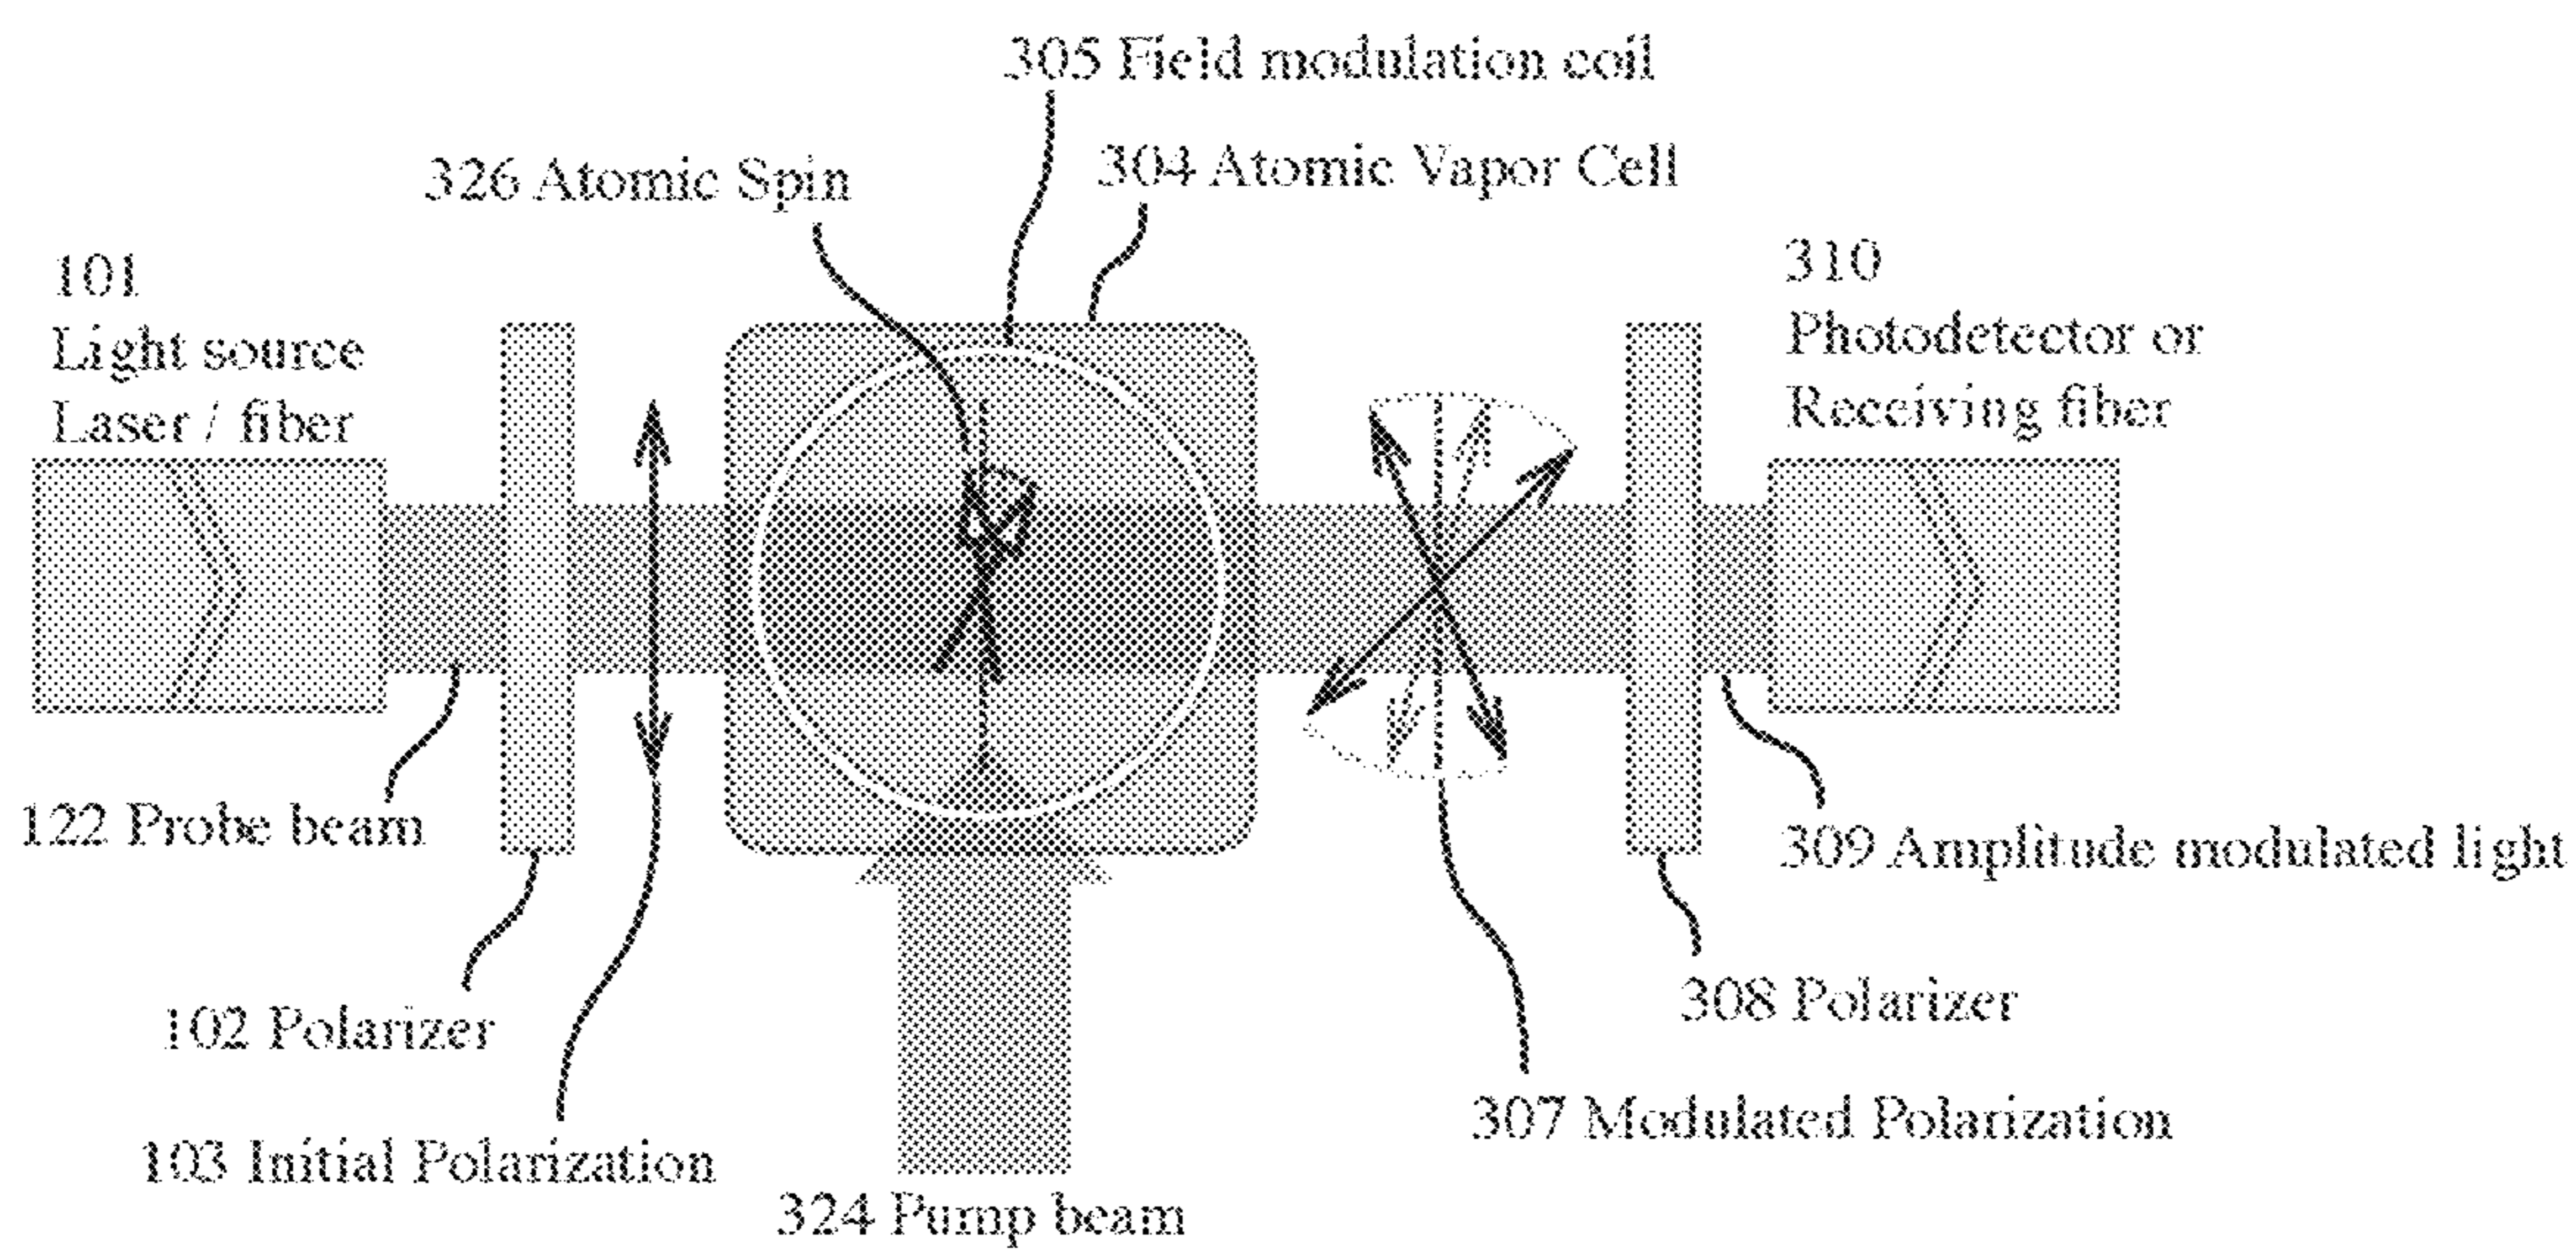 305 Field modulation coil
304 Atomic Vapor Cell
326 Atomic Spin
101
Light source
Laser / fiber
310
Photodetector or
Receiving fiber
122 Probe beam
309 Amplitude modulated light
102 Polarizer
308 Polarizer
103 Initial Polarization
307 Modulated Polarization
324 Pump beam